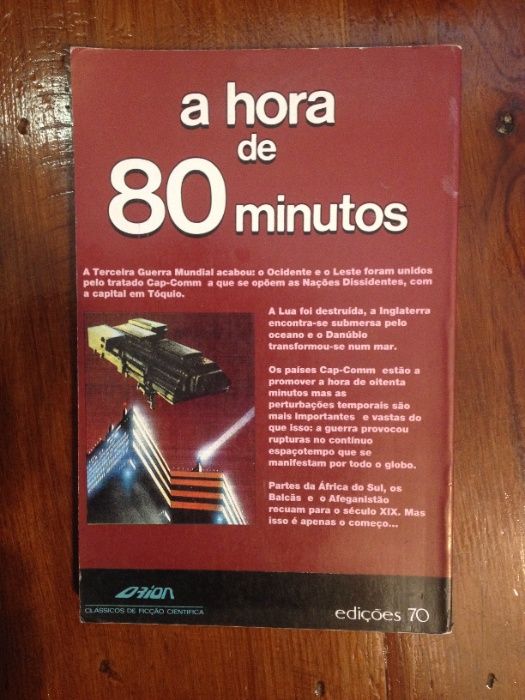 a hora
de
80 minutos
A Terceira Guerra Mundial acabou: o Ocidente e o Leste foram unidos
pelo tratado Cap-Comm a que se opõem as Nações Dissidentes, com
a capital em Tóquio.
A Lua foi destruída, a Inglaterra
encontra-se submersa pelo
oceano e o Danúbio
transformou-se num mar.
Os países Cap-Comm estão a
promover a hora de oitenta
minutos mas as
perturbações temporais são
mais importantes e vastas do
que isso: a guerra provocou
rupturas no contínuo
espaçotempo que se
manifestam por todo o globo.
Partes da África do Sul, os
Balcãs e o Afeganistão
recuam para o século XIX. Mas
isso é apenas o começo...
ORION
CLÁSSICOS DE FICÇÃO CIENTIFICA
edições 70